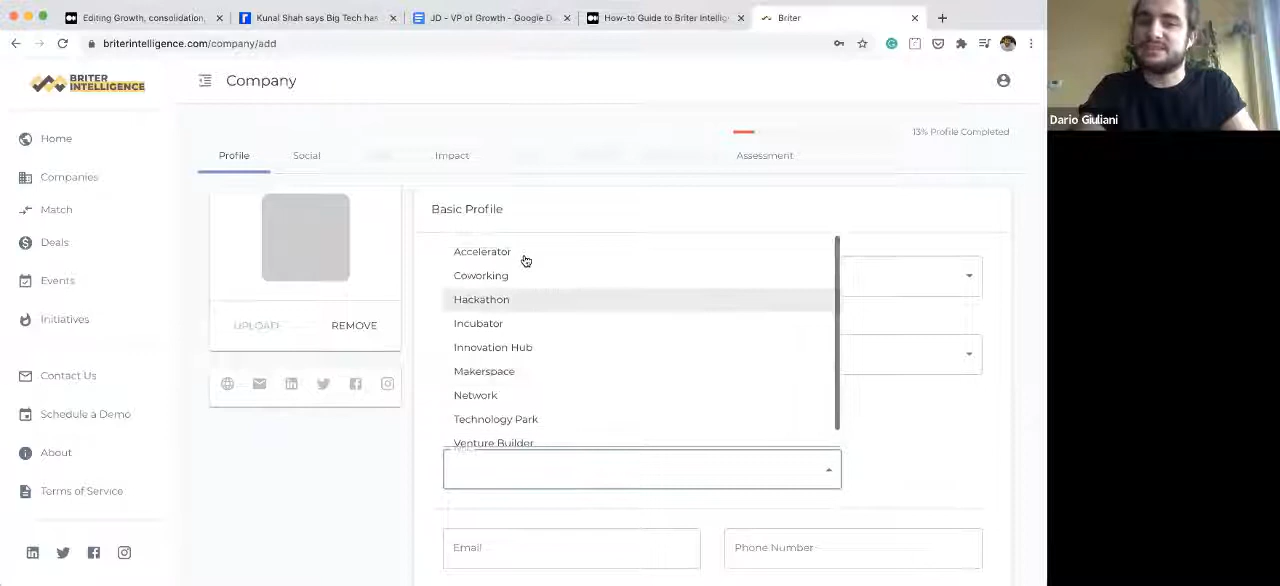 Editing Growth, consolidation,
Kunal Shah says Big Tech has
JD - VP of Growth - Google D
How-to Guide to Briter Intellige
Briter
briterintelligence.com/company/add
BRITER
INTELLIGENCE
Company
Home
Companies
Match
Deals
Events
Initiatives
Contact Us
Schedule a Demo
About
Terms of Service
13% Profile Completed
Profile
Social
Impact
Assessment
UPLOAD
REMOVE
Basic Profile
Accelerator
Coworking
Hackathon
Incubator
Innovation Hub
Makerspace
Network
Technology Park
Venture Builder
Email
Phone Number
Dario Giuliani